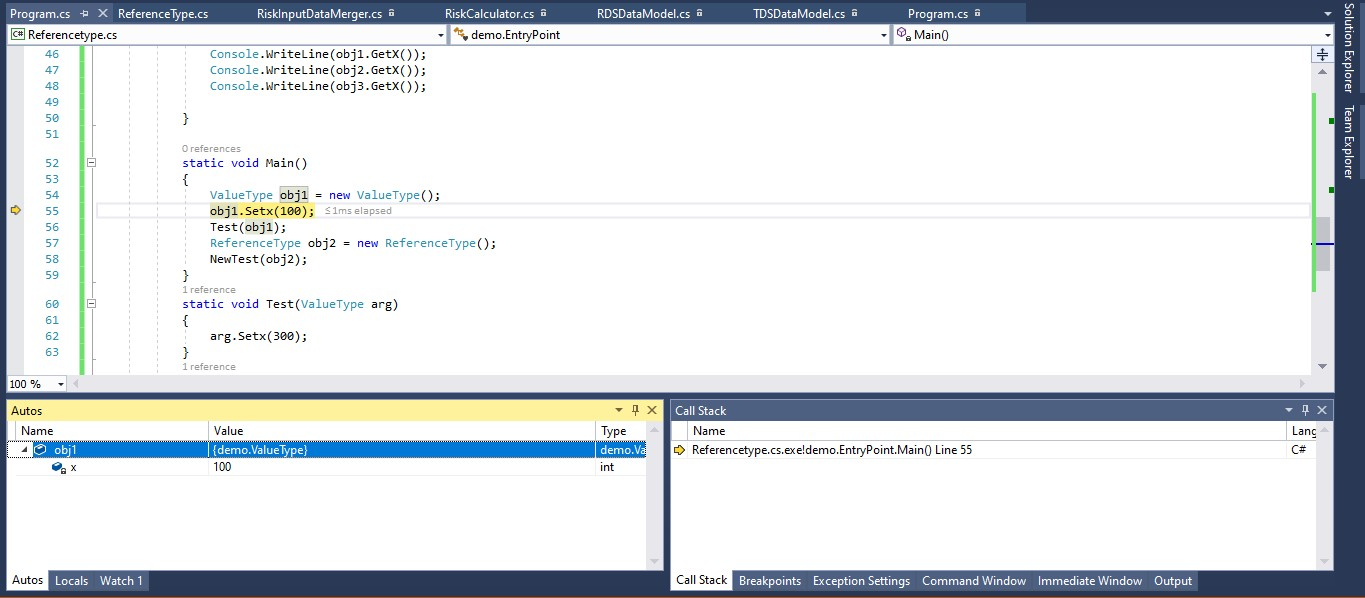 Program.cs ReferenceType.cs RiskInputDataMerger.cs RiskCalculator.cs RDSDataModel.cs TDSDataModel.cs Program.cs
C# Referencetype.cs demo.EntryPoint Main()
46 Console.WriteLine(obj1.GetX());
47 Console.WriteLine(obj2.GetX());
48 Console.WriteLine(obj3.GetX());
49
50 }
51
0 references
52 static void Main()
53 {
54 ValueType obj1 = new ValueType();
55 obj1.Setx(100); ≤1ms elapsed
56 Test(obj1);
57 ReferenceType obj2 = new ReferenceType();
58 NewTest(obj2);
59 }
1 reference
60 static void Test(ValueType arg)
61 {
62 arg.Setx(300);
63 }
1 reference
100 %
Solution Explorer
Team Explorer
Autos
Name Value Type
obj1 {demo.ValueType} demo.Va
x 100 int
Autos Locals Watch 1
Call Stack
Name Lang
Referencetype.cs.exe!demo.EntryPoint.Main() Line 55 C#
Call Stack Breakpoints Exception Settings Command Window Immediate Window Output